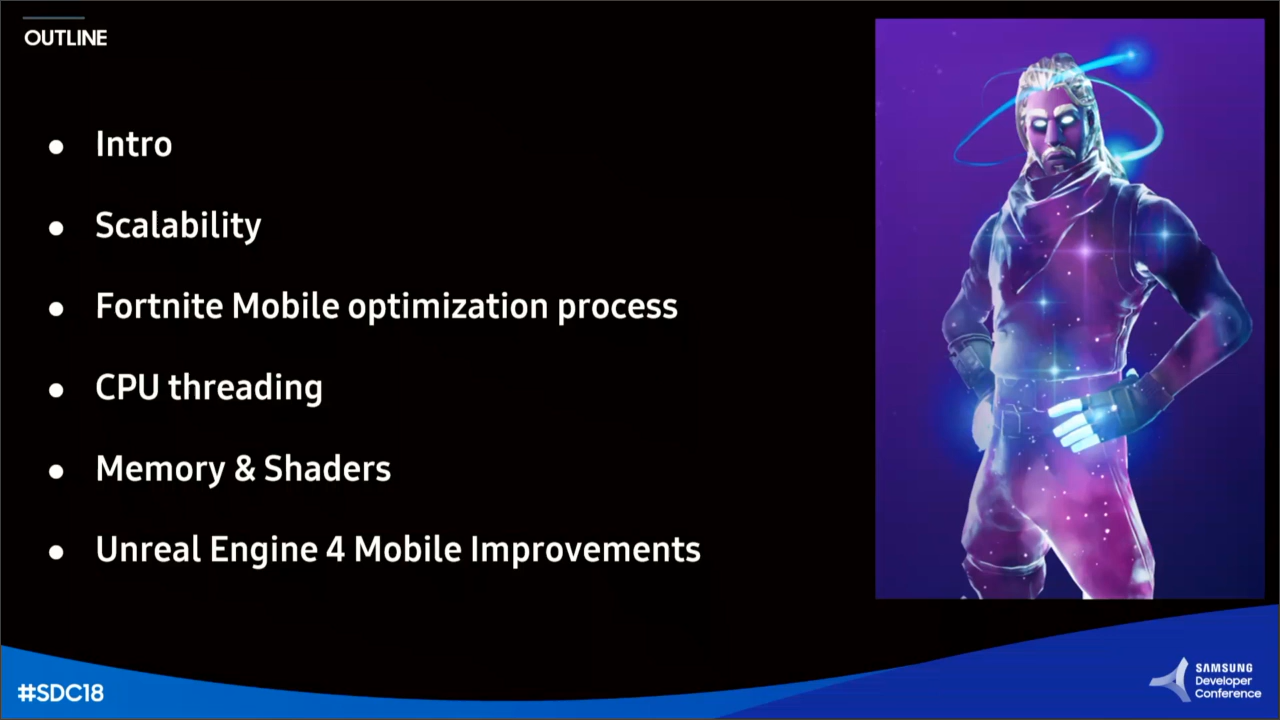 OUTLINE
● Intro
● Scalability
● Fortnite Mobile optimization process
● CPU threading
● Memory & Shaders
● Unreal Engine 4 Mobile Improvements
#SDC18
SAMSUNG
Developer
Conference